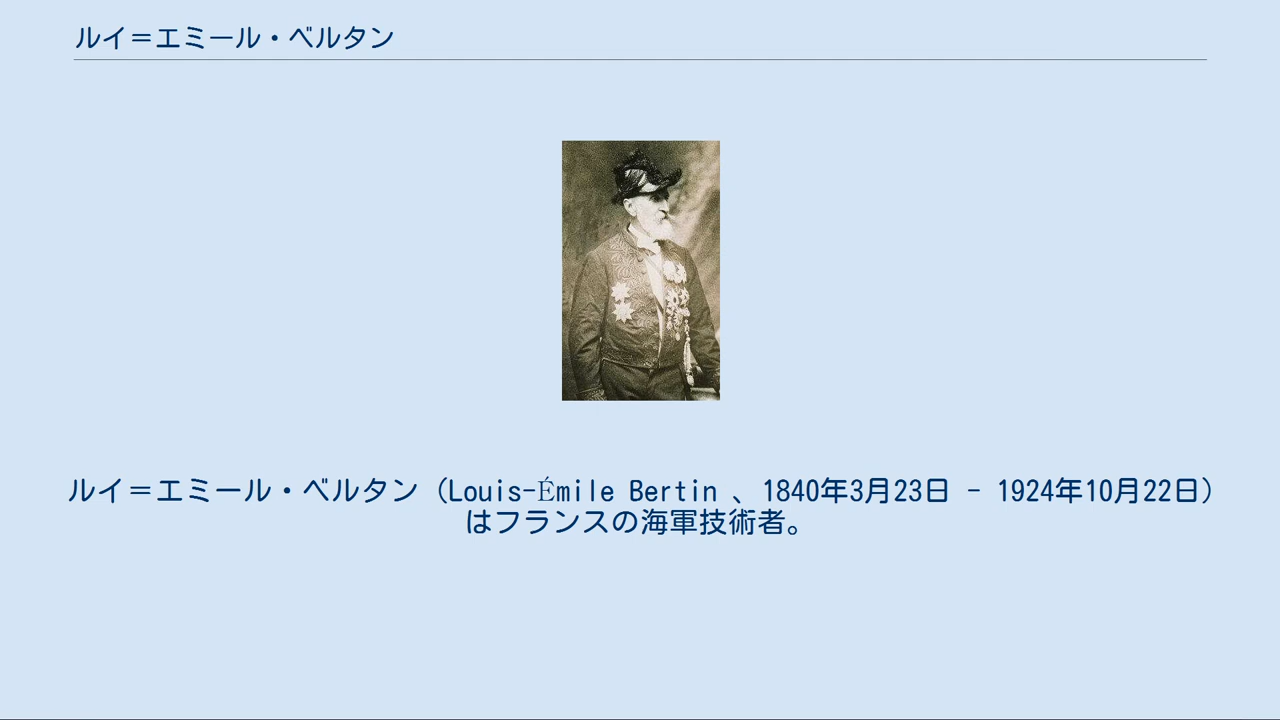 ルイ＝エミール・ベルタン
ルイ＝エミール・ベルタン（Louis-Émile Bertin 、1840年3月23日 - 1924年10月22日）
はフランスの海軍技術者。